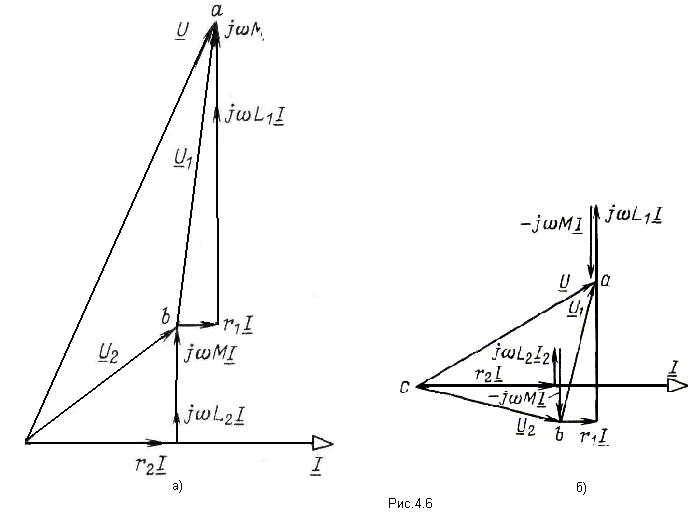 a
U
jωM
jωL₁I
U₁
b
r₁I
U₂
jωMI
jωL₂I
r₂I
I
а)
-jωMI
jωL₁I
U
a
U₁
jωL₂I₂
I
c
r₂I
-jωMI
U₂
b
r₁I
б)
Рис.4.6